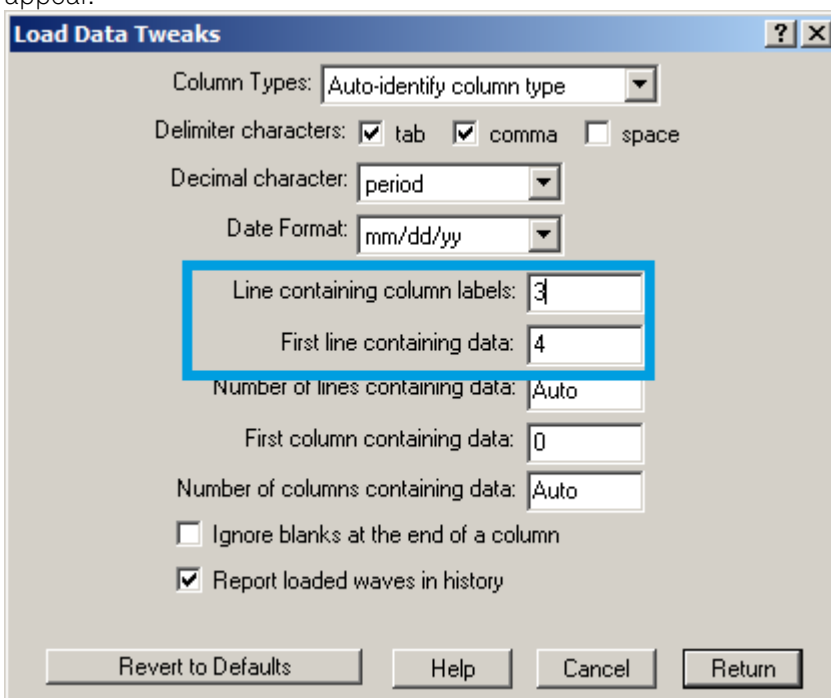 appear.
Load Data Tweaks
Column Types: Auto-identify column type
Delimiter characters: tab comma space
Decimal character: period
Date Format: mm/dd/yy
Line containing column labels: 3
First line containing data: 4
Number of lines containing data: Auto
First column containing data: 0
Number of columns containing data: Auto
Ignore blanks at the end of a column
Report loaded waves in history
Revert to Defaults Help Cancel Return